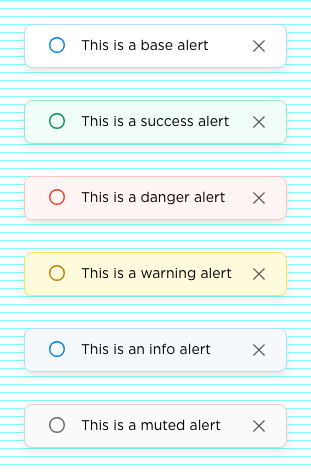 This is a base alert
This is a success alert
This is a danger alert
This is a warning alert
This is an info alert
This is a muted alert